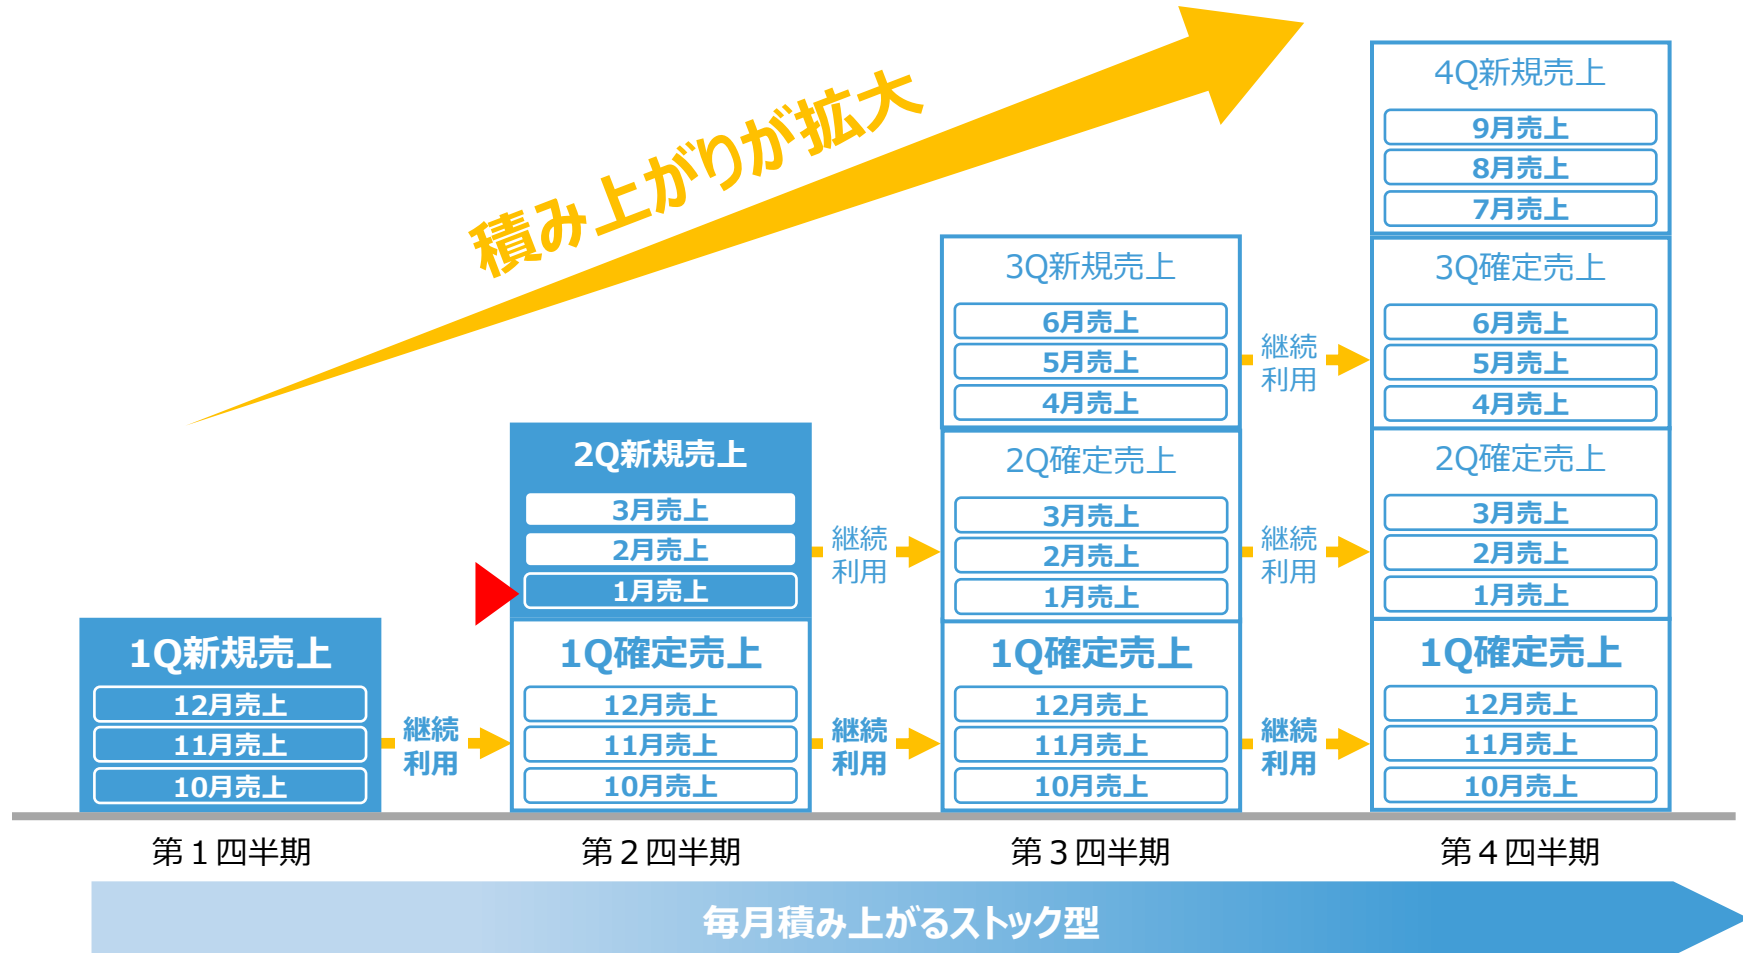 積み上がりが拡大
1Q新規売上
12月売上
11月売上
10月売上
継続
利用
2Q新規売上
3月売上
2月売上
1月売上
1Q確定売上
12月売上
11月売上
10月売上
継続
利用
継続
利用
3Q新規売上
6月売上
5月売上
4月売上
2Q確定売上
3月売上
2月売上
1月売上
1Q確定売上
12月売上
11月売上
10月売上
継続
利用
継続
利用
継続
利用
4Q新規売上
9月売上
8月売上
7月売上
3Q確定売上
6月売上
5月売上
4月売上
2Q確定売上
3月売上
2月売上
1月売上
1Q確定売上
12月売上
11月売上
10月売上
第1四半期
第2四半期
第3四半期
第4四半期
毎月積み上がるストック型